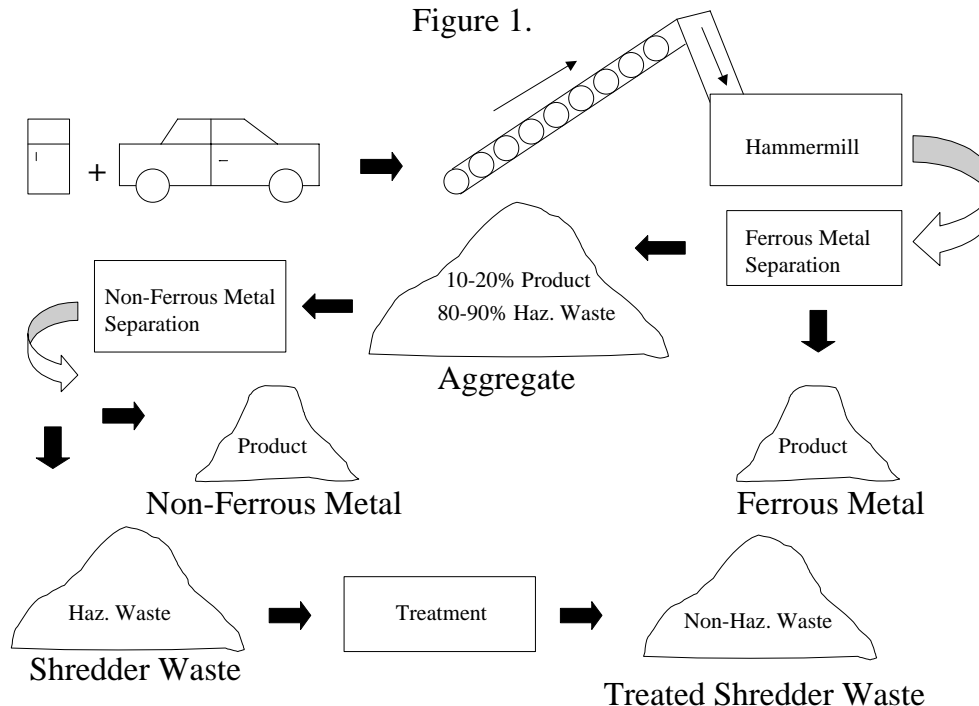 Figure 1.
+
Hammermill
Ferrous Metal
Separation
10-20% Product
80-90% Haz. Waste
Aggregate
Non-Ferrous Metal
Separation
Product
Non-Ferrous Metal
Product
Ferrous Metal
Haz. Waste
Shredder Waste
Treatment
Non-Haz. Waste
Treated Shredder Waste